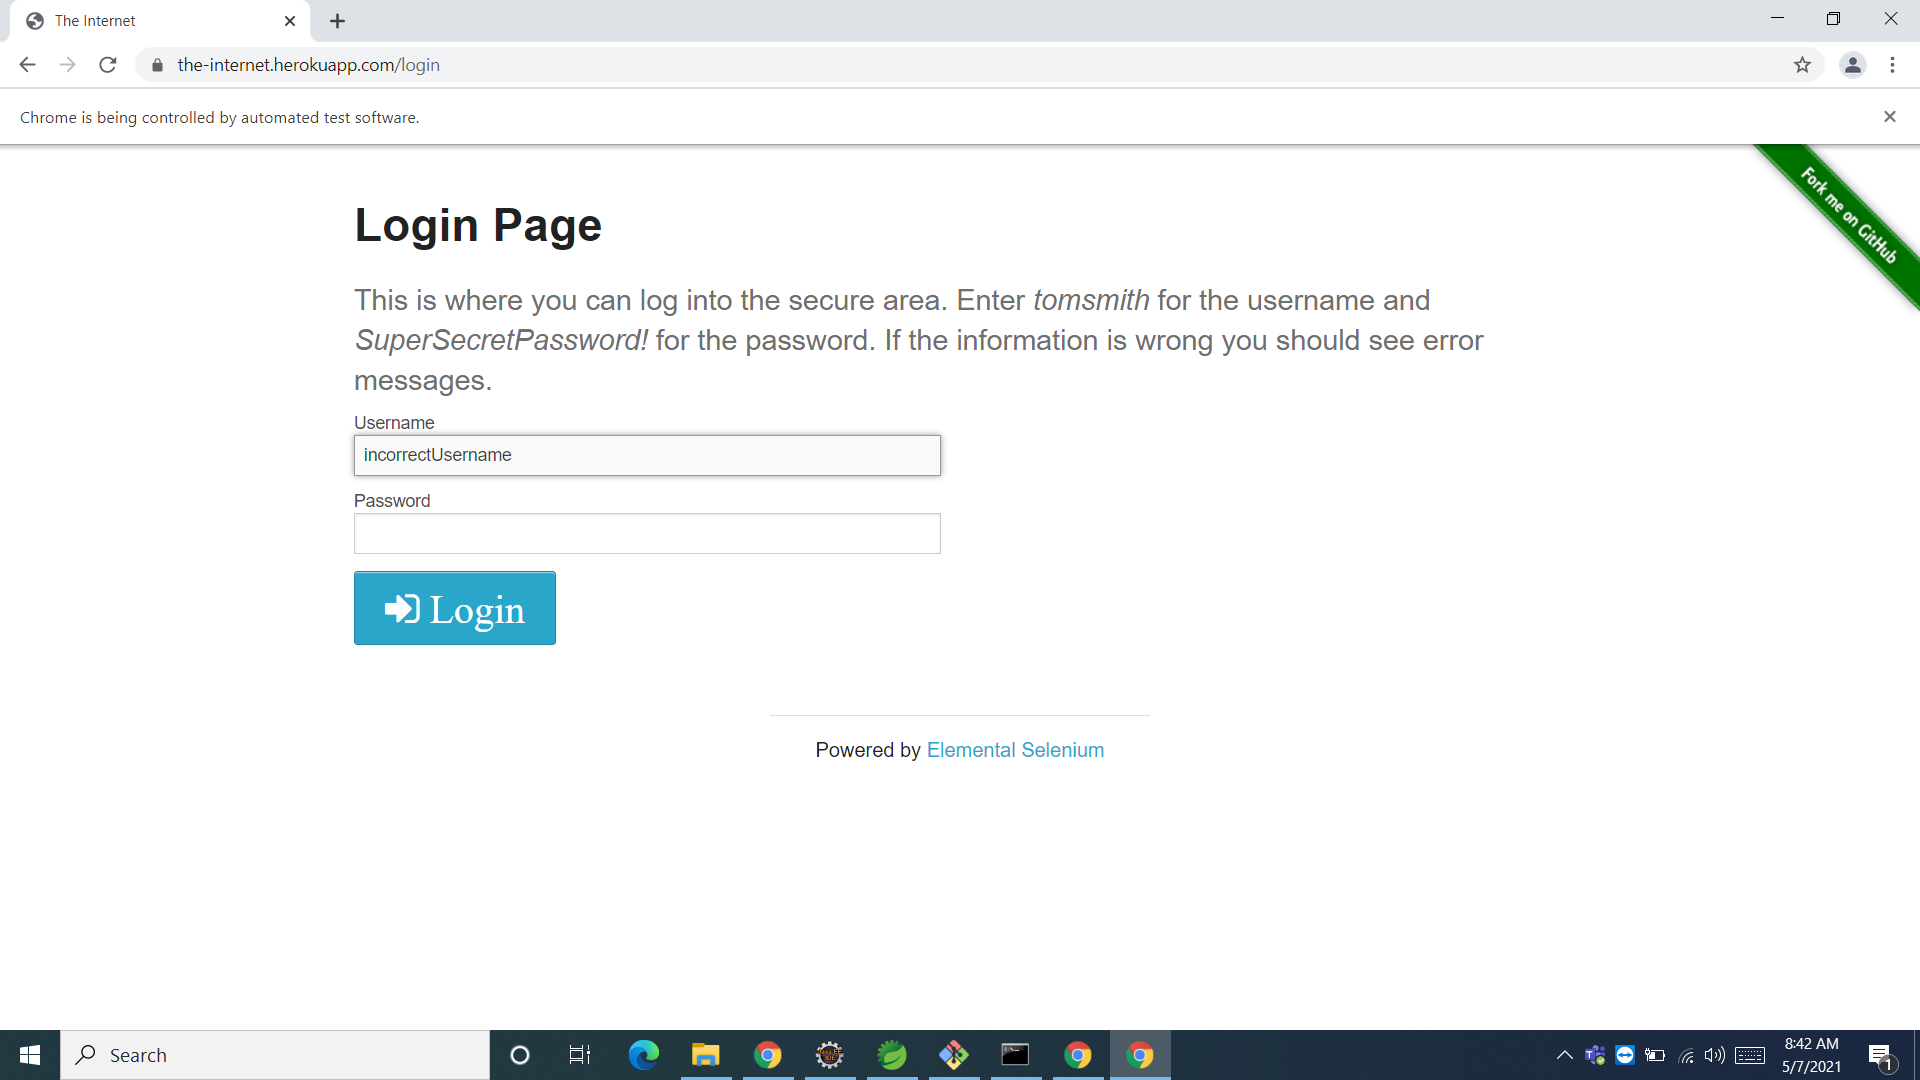 The Internet
the-internet.herokuapp.com/login
Chrome is being controlled by automated test software.
Fork me on GitHub
Login Page
This is where you can log into the secure area. Enter tomsmith for the username and
SuperSecretPassword! for the password. If the information is wrong you should see error
messages.
Username
incorrectUsername
Password
Login
Powered by Elemental Selenium
Search
8:42 AM
5/7/2021
1